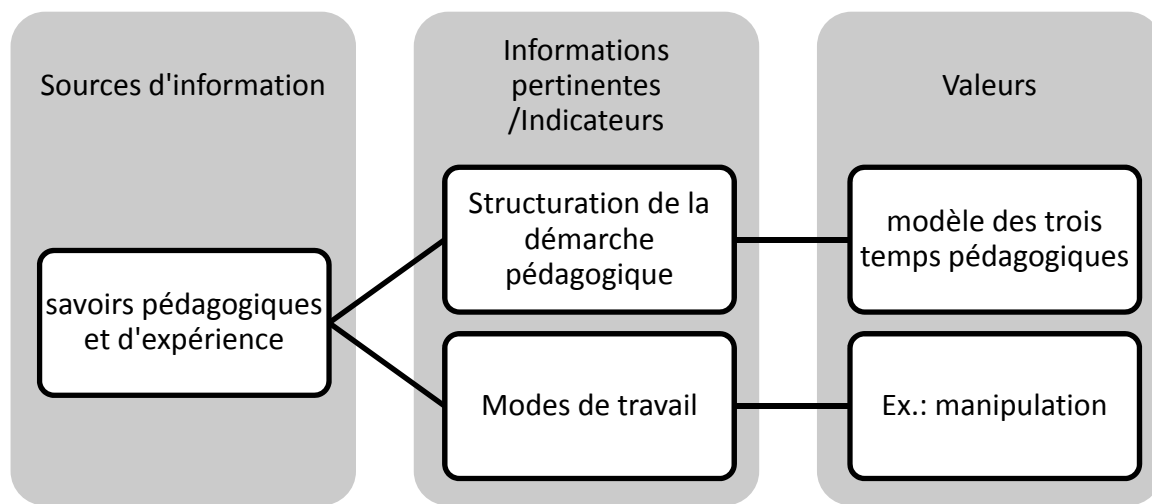 Sources d'information
Informations
pertinentes
/Indicateurs
Valeurs
savoirs pédagogiques
et d'expérience
Structuration de la
démarche
pédagogique
modèle des trois
temps pédagogiques
Modes de travail
Ex.: manipulation